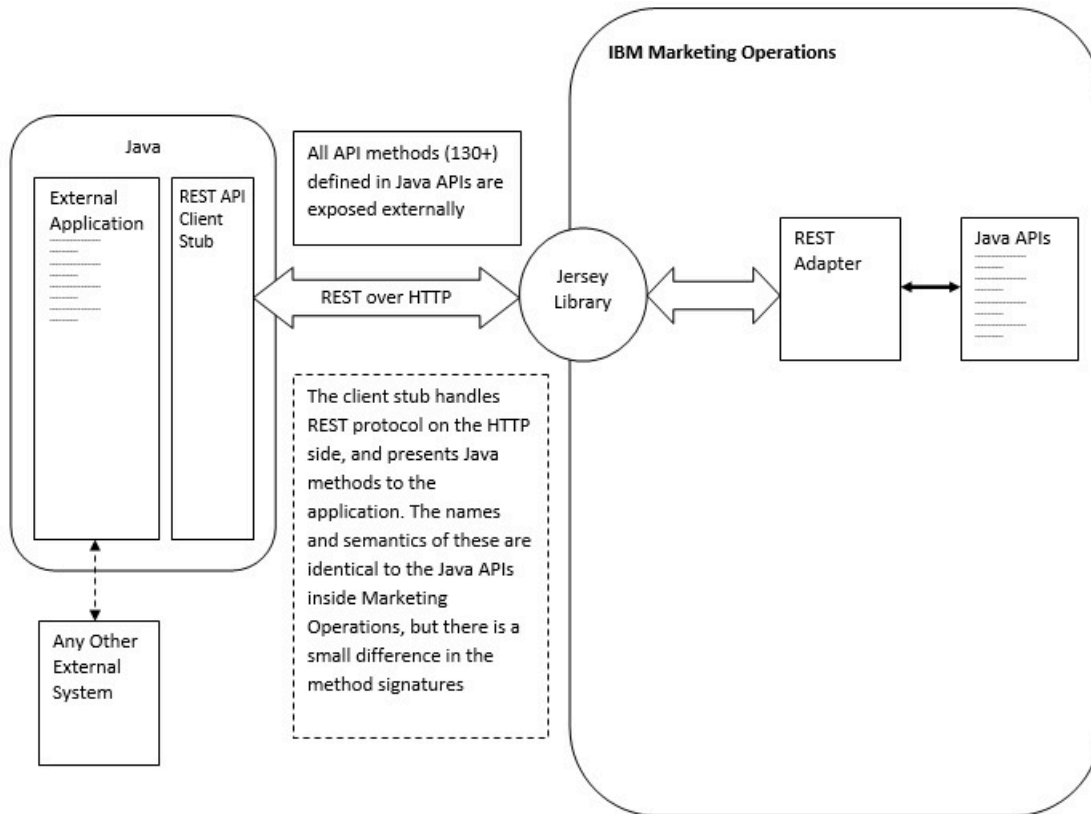 IBM Marketing Operations
Java
External
Application
REST API
Client
Stub
All API methods (130+)
defined in Java APIs are
exposed externally
REST over HTTP
Jersey
Library
REST
Adapter
Java APIs
The client stub handles
REST protocol on the HTTP
side, and presents Java
methods to the
application. The names
and semantics of these are
identical to the Java APIs
inside Marketing
Operations, but there is a
small difference in the
method signatures
Any Other
External
System